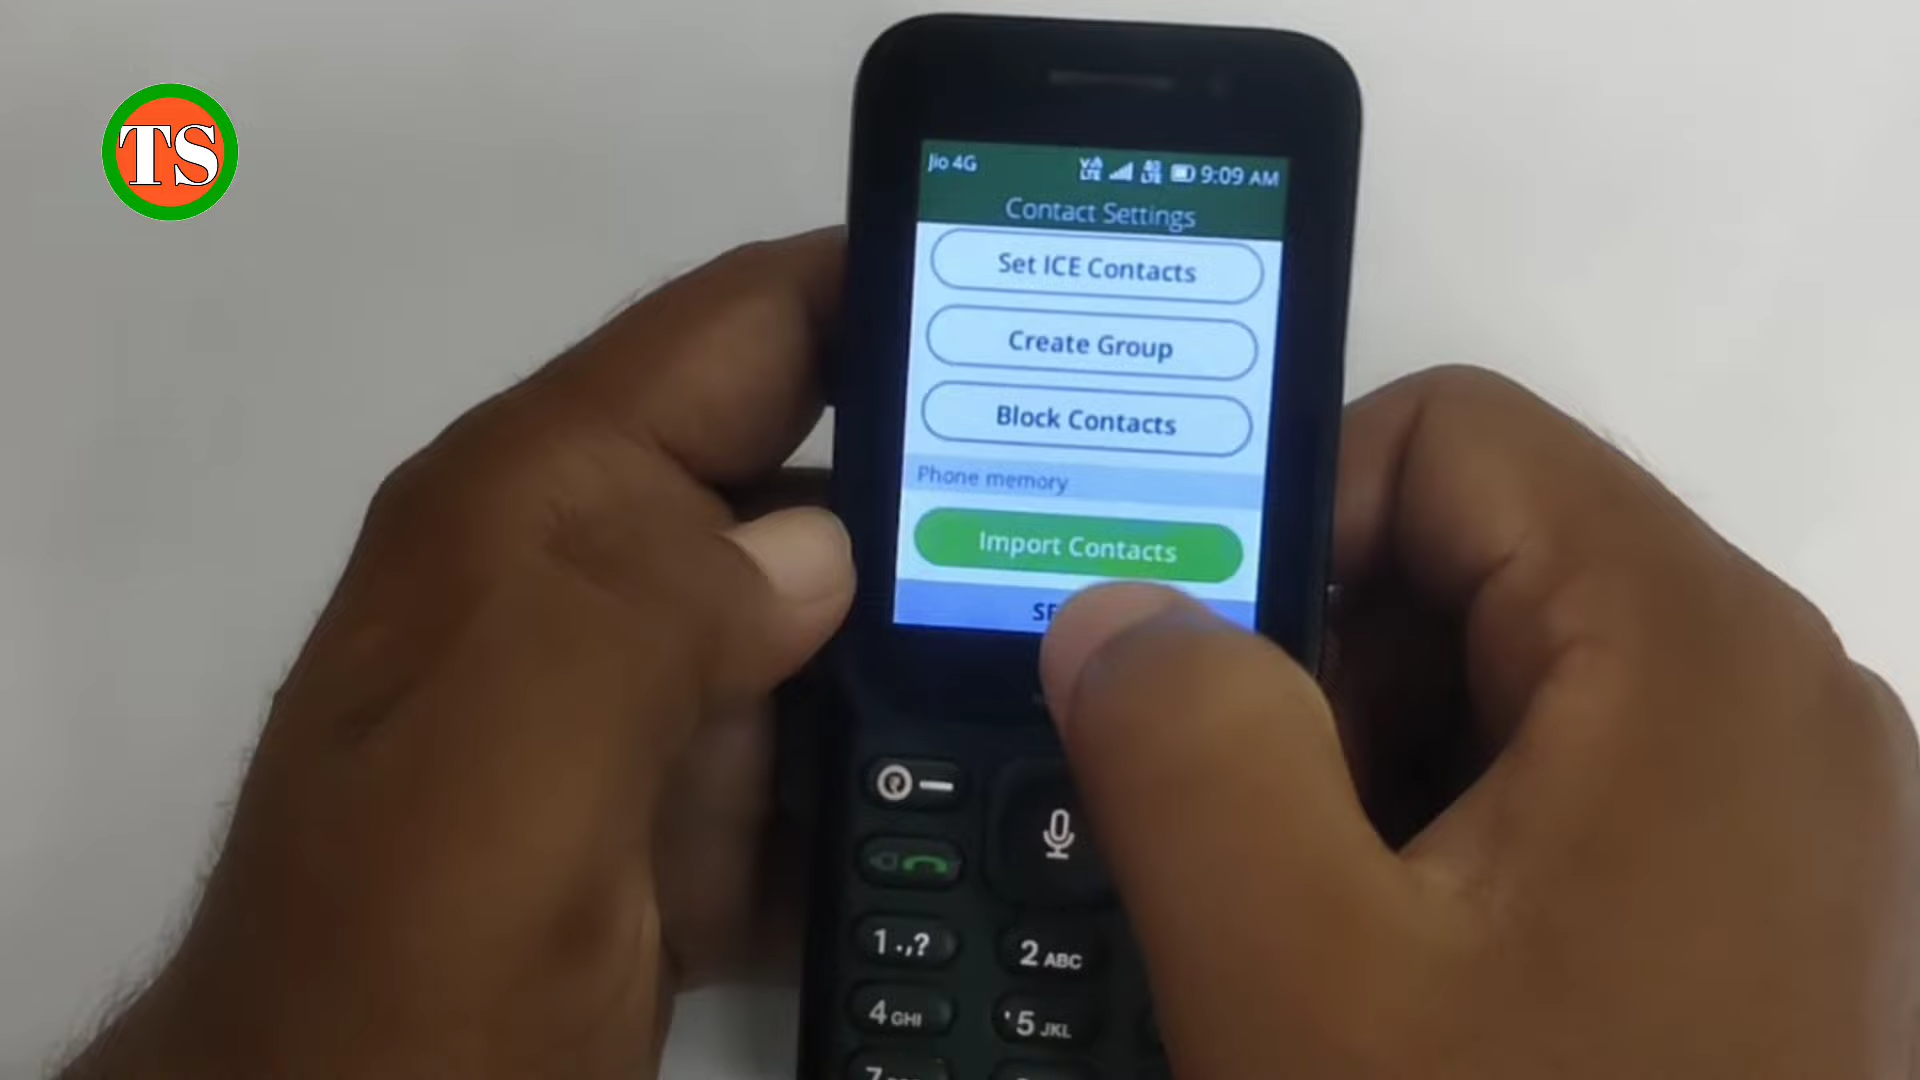 TS
Jio 4G
9:09 AM
Contact Settings
Set ICE Contacts
Create Group
Block Contacts
Phone memory
Import Contacts
1 .,?
2 ABC
4 GHI
5 JKL